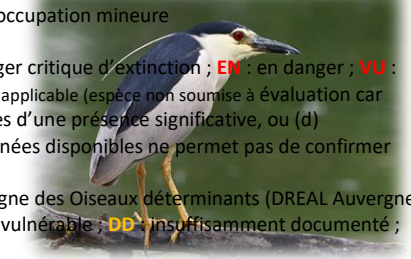 occupation mineure
ger critique d'extinction ; EN : en danger ; VU :
applicable (espèce non soumise à évaluation car
es d'une présence significative, ou (d)
nées disponibles ne permet pas de confirmer
gne des Oiseaux déterminants (DREAL Auvergne
vulnérable ; DD : insuffisamment documenté ;